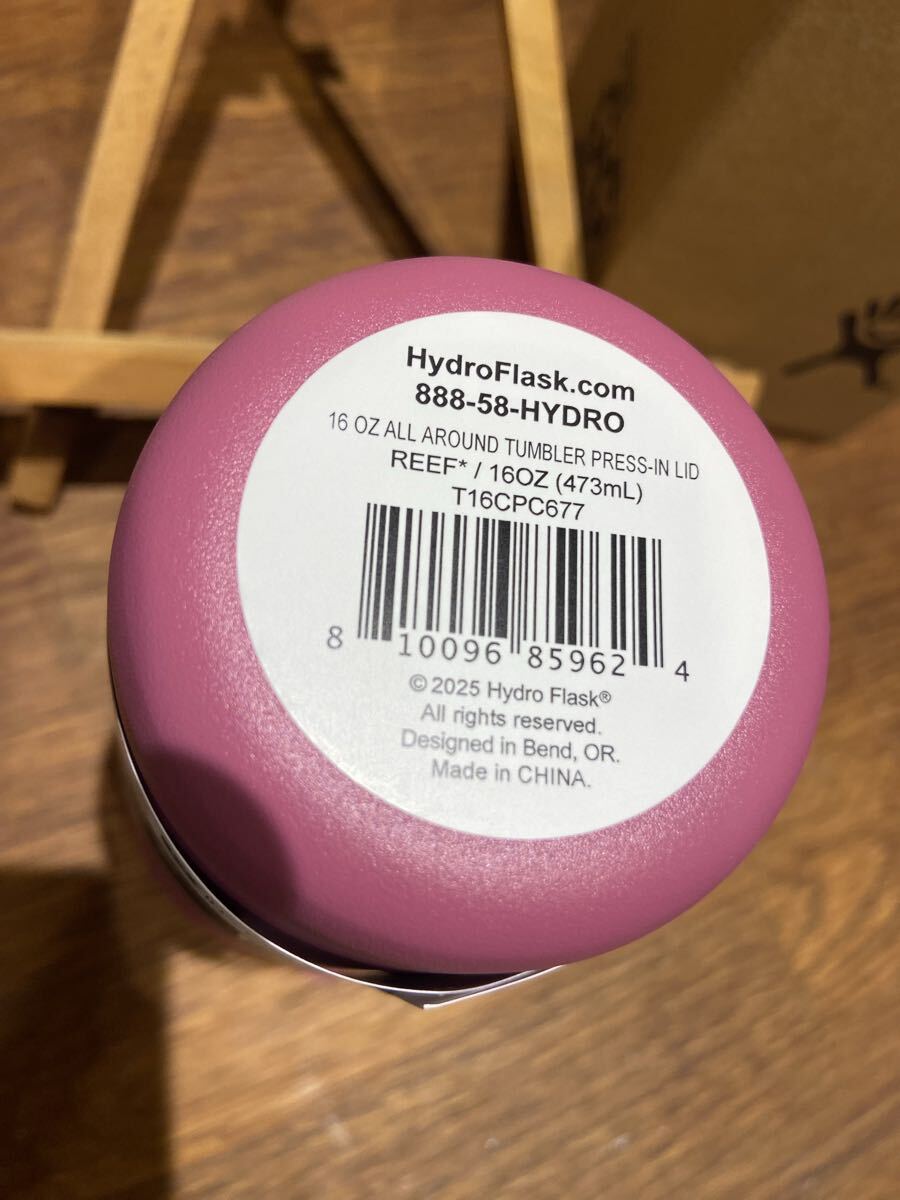 HydroFlask.com
888-58-HYDRO
16 OZ ALL AROUND TUMBLER PRESS-IN LID
REEF* / 16OZ (473mL)
T16CPC677
8 10096 85962 4
© 2025 Hydro Flask®
All rights reserved.
Designed in Bend, OR.
Made in CHINA.